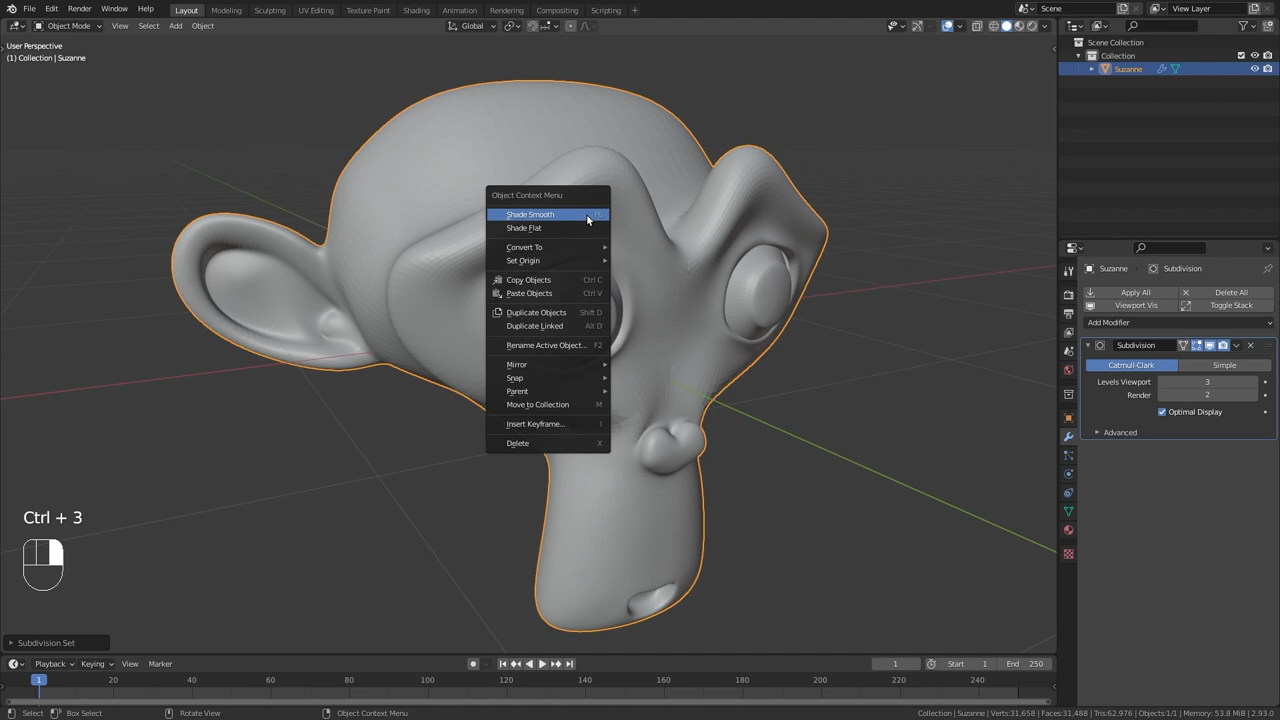 File Edit Render Window Help Layout Modeling Sculpting UV Editing Texture Paint Shading Animation Rendering Compositing Scripting + Scene View Layer
Object Mode View Select Add Object Global
User Perspective
(1) Collection | Suzanne
Scene Collection
Collection
Suzanne
Object Context Menu
Shade Smooth
Shade Flat
Convert To
Set Origin
Copy Objects Ctrl C
Paste Objects Ctrl V
Duplicate Objects Shift D
Duplicate Linked Alt D
Rename Active Object... F2
Mirror
Snap
Parent
Move to Collection M
Insert Keyframe... I
Delete X
Suzanne Subdivision
Apply All Delete All
Viewport Vis Toggle Stack
Add Modifier
Subdivision
Catmull-Clark Simple
Levels Viewport 3
Render 2
Optimal Display
Advanced
Ctrl + 3
Subdivision Set
Playback Keying View Marker 1 Start 1 End 250
1 20 40 60 80 100 120 140 160 180 200 220 240
Select Box Select Rotate View Object Context Menu Collection | Suzanne | Verts:31,658 | Faces:31,488 | Tris:62,976 | Objects:1/1 | Memory: 53.8 MiB | 2.93.0